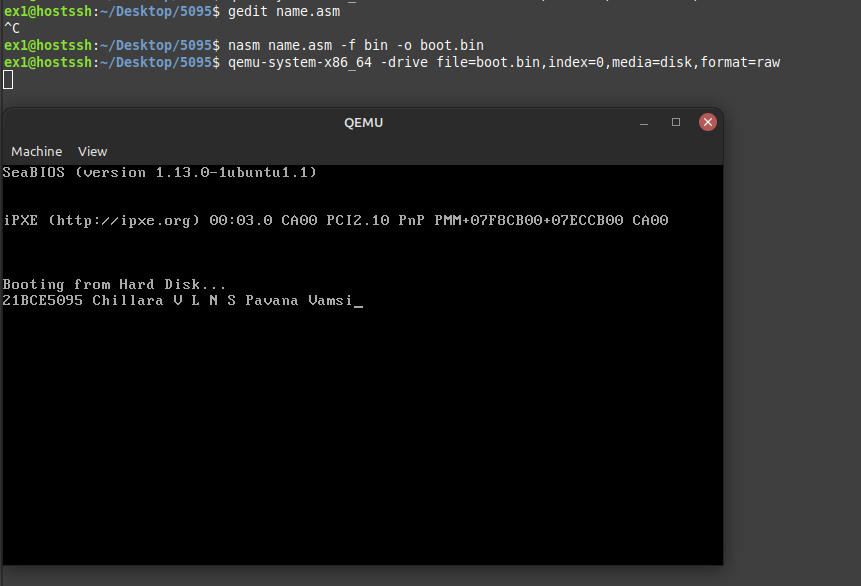 ex1@hostssh:~/Desktop/5095$ gedit name.asm
^C
ex1@hostssh:~/Desktop/5095$ nasm name.asm -f bin -o boot.bin
ex1@hostssh:~/Desktop/5095$ qemu-system-x86_64 -drive file=boot.bin,index=0,media=disk,format=raw
QEMU
Machine View
SeaBIOS (version 1.13.0-1ubuntu1.1)
iPXE (http://ipxe.org) 00:03.0 CA00 PCI2.10 PnP PMM+07F8CB00+07ECCB00 CA00
Booting from Hard Disk...
21BCE5095 Chillara V L N S Pavana Vamsi_